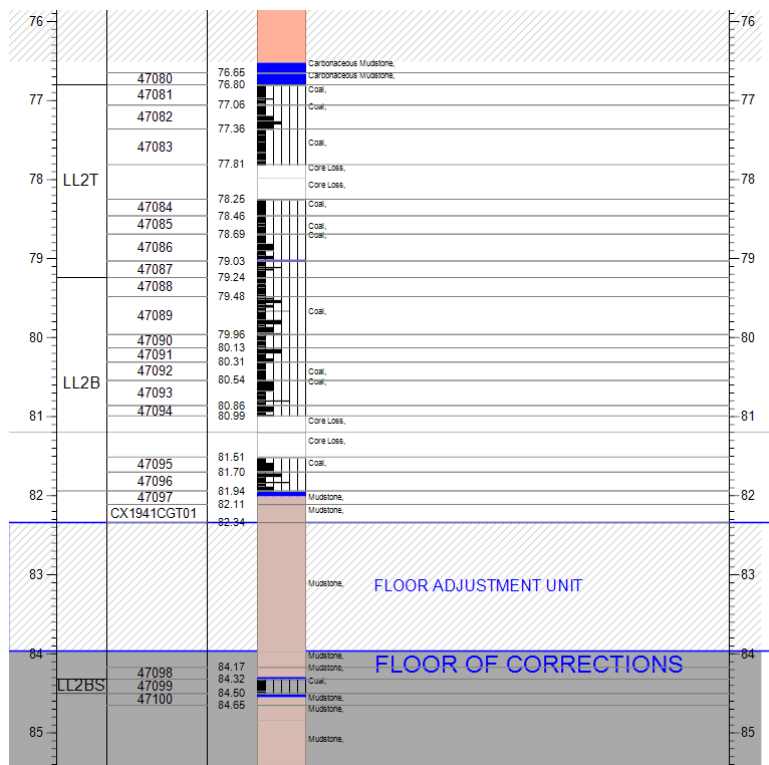 76 76
Carbonaceous Mudstone,
76.65
47080 Carbonaceous Mudstone,
76.80
47081 Coal,
77 77
77.06
Coal,
47082
77.36
47083 Coal,
77.81
Core Loss,
LL2T
78 78
Core Loss,
78.25
47084 Coal,
78.46
47085 Coal,
78.69 Coal,
47086
79 79
79.03
47087
79.24
47088
79.48
47089 Coal,
79.96
80 80
47090
80.13
47091
80.31
47092 Coal,
80.54 Coal,
LL2B
47093
80.86
47094
81 81
80.99
Core Loss,
Core Loss,
81.51
47095 Coal,
81.70
47096
81.94
82 82
47097 Mudstone,
82.11
CX1941CGT01 Mudstone,
82.34
83 83
Mudstone, FLOOR ADJUSTMENT UNIT
84 84
Mudstone,
FLOOR OF CORRECTIONS
84.17 Mudstone,
47098
84.32 Coal,
LL2BS 47099
84.50
47100 Mudstone,
84.65
Mudstone,
85 85
Mudstone,